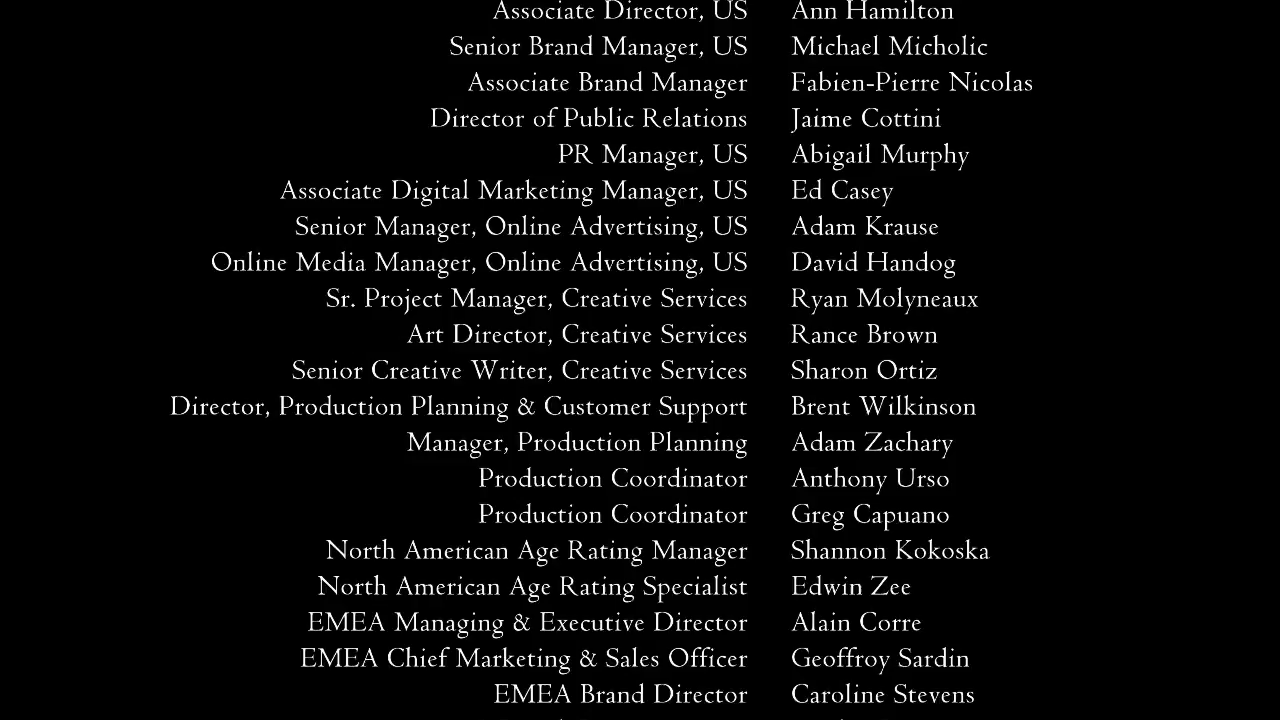 Associate Director, US Ann Hamilton
Senior Brand Manager, US Michael Micholic
Associate Brand Manager Fabien-Pierre Nicolas
Director of Public Relations Jaime Cottini
PR Manager, US Abigail Murphy
Associate Digital Marketing Manager, US Ed Casey
Senior Manager, Online Advertising, US Adam Krause
Online Media Manager, Online Advertising, US David Handog
Sr. Project Manager, Creative Services Ryan Molyneaux
Art Director, Creative Services Rance Brown
Senior Creative Writer, Creative Services Sharon Ortiz
Director, Production Planning & Customer Support Brent Wilkinson
Manager, Production Planning Adam Zachary
Production Coordinator Anthony Urso
Production Coordinator Greg Capuano
North American Age Rating Manager Shannon Kokoska
North American Age Rating Specialist Edwin Zee
EMEA Managing & Executive Director Alain Corre
EMEA Chief Marketing & Sales Officer Geoffroy Sardin
EMEA Brand Director Caroline Stevens